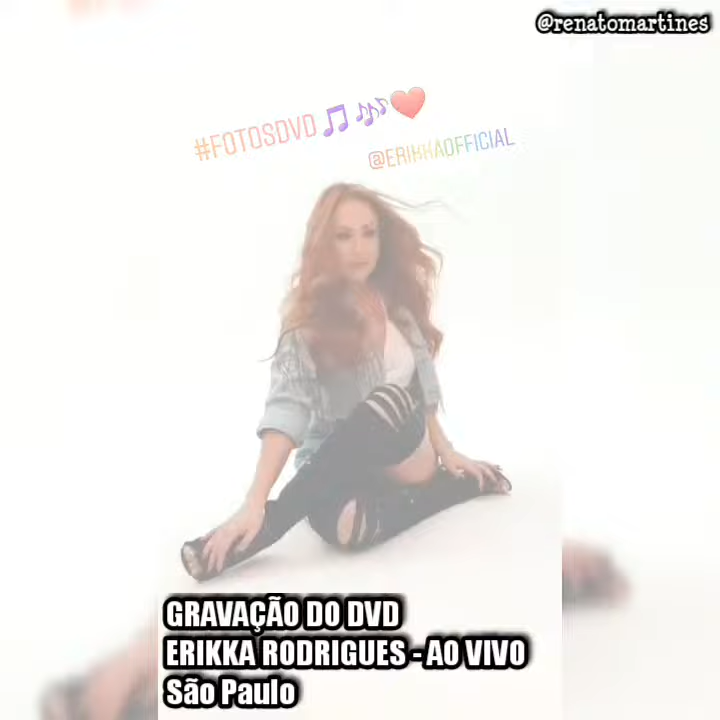 @renatomartines
#FOTOSDVD🎵🎶❤️
@ERIKKAOFFICIAL
GRAVAÇÃO DO DVD
ERIKKA RODRIGUES - AO VIVO
São Paulo